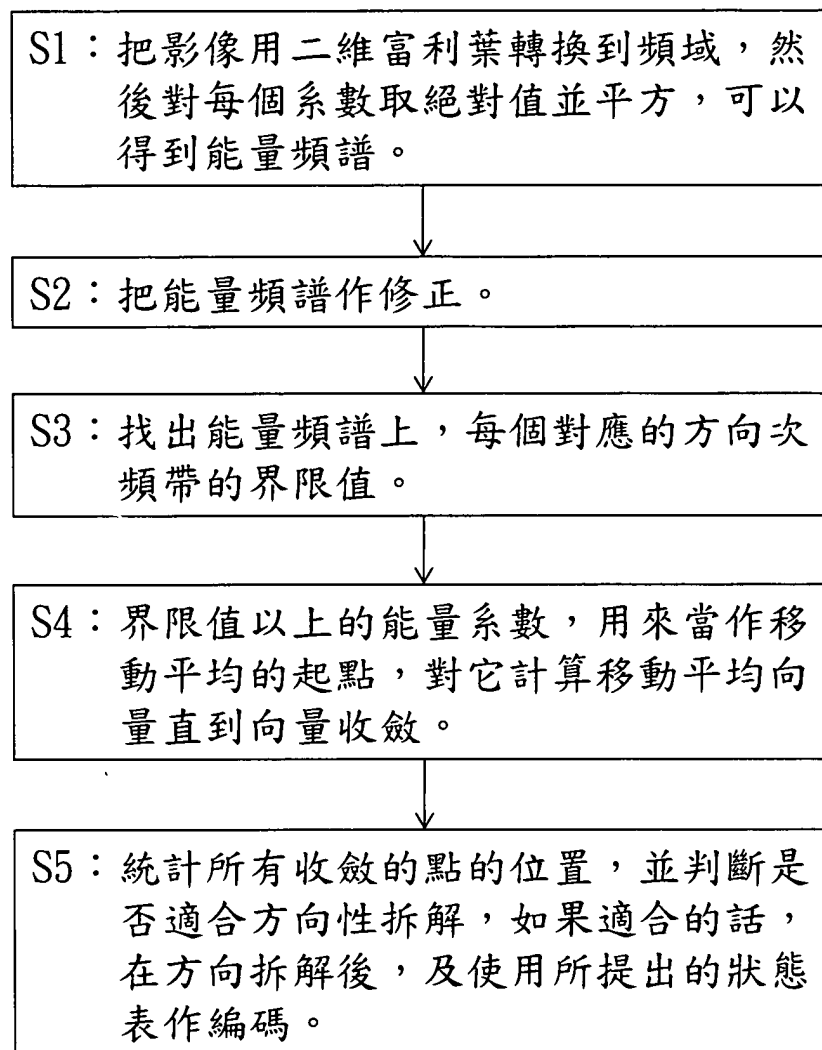 S1：把影像用二維富利葉轉換到頻域，然
後對每個系數取絕對值並平方，可以
得到能量頻譜。
S2：把能量頻譜作修正。
S3：找出能量頻譜上，每個對應的方向次
頻帶的界限值。
S4：界限值以上的能量系數，用來當作移
動平均的起點，對它計算移動平均向
量直到向量收斂。
S5：統計所有收斂的點的位置，並判斷是
否適合方向性拆解，如果適合的話，
在方向拆解後，及使用所提出的狀態
表作編碼。